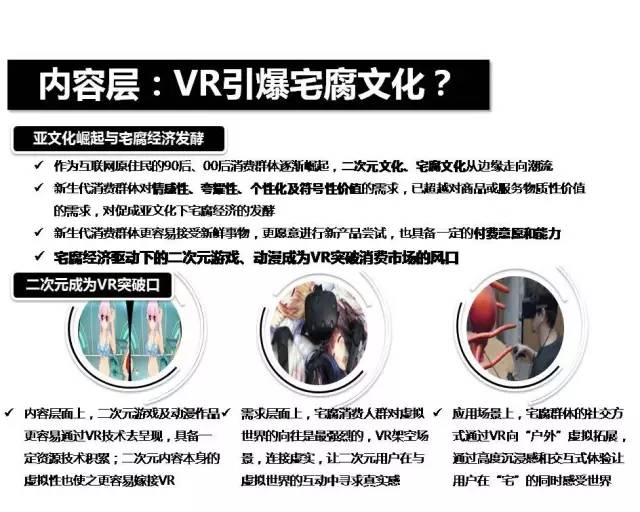 内容层：VR引爆宅腐文化？
亚文化崛起与宅腐经济发酵
✓ 作为互联网原住民的90后、00后消费群体逐渐崛起，二次元文化、宅腐文化从边缘走向潮流
✓ 新生代消费群体对情感性、夸耀性、个性化及符号性价值的需求，已超越对商品或服务物质性价值
的需求，对促成亚文化下宅腐经济的发酵
✓ 新生代消费群体更容易接受新鲜事物，更愿意进行新产品尝试，也具备一定的付费意愿和能力
✓ 宅腐经济驱动下的二次元游戏、动漫成为VR突破消费市场的风口
二次元成为VR突破口
✓ 内容层面上，二次元游戏及动漫作品
更容易通过VR技术去呈现，具备一
定资源技术积累；二次元内容本身的
虚拟性也使之更容易嫁接VR
✓ 需求层面上，宅腐消费人群对虚拟
世界的向往是最强烈的，VR架空场
景，连接虚实，让二次元用户在与
虚拟世界的互动中寻求真实感
✓ 应用场景上，宅腐群体的社交方
式通过VR向“户外”虚拟拓展，
通过高度沉浸感和交互式体验让
用户在“宅”的同时感受世界